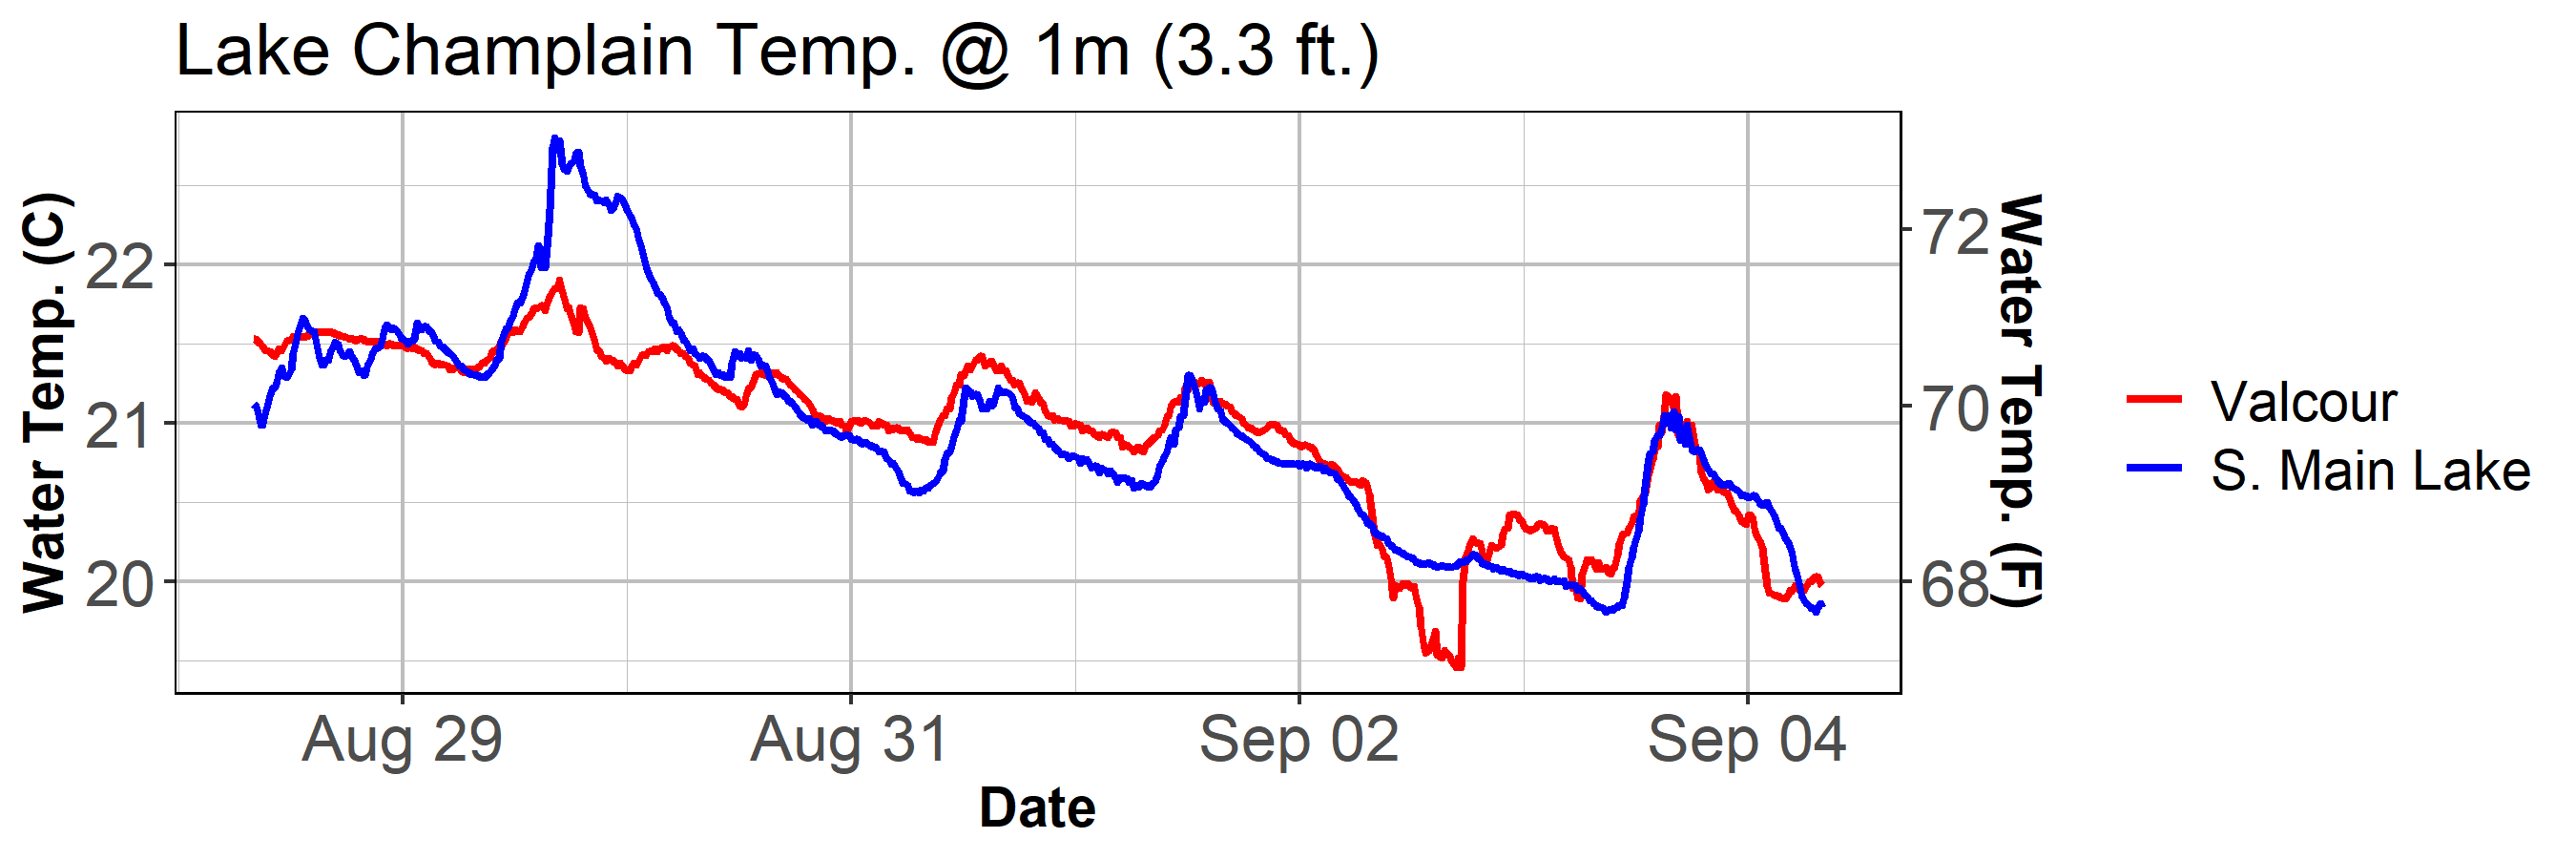 Lake Champlain Temp. @ 1m (3.3 ft.)
Water Temp. (C)
22
21
20
72
70
68
Water Temp. (F)
Aug 29
Aug 31
Sep 02
Sep 04
Date
Valcour
S. Main Lake